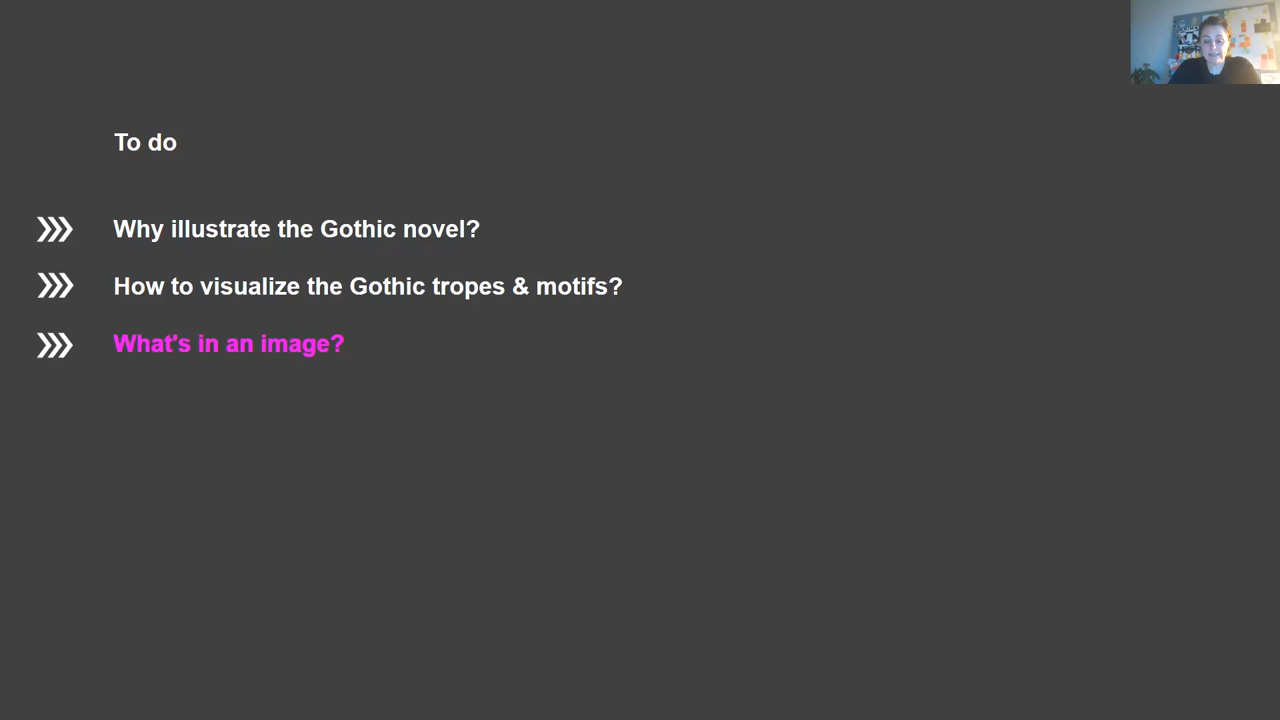 To do
Why illustrate the Gothic novel?
How to visualize the Gothic tropes & motifs?
What's in an image?